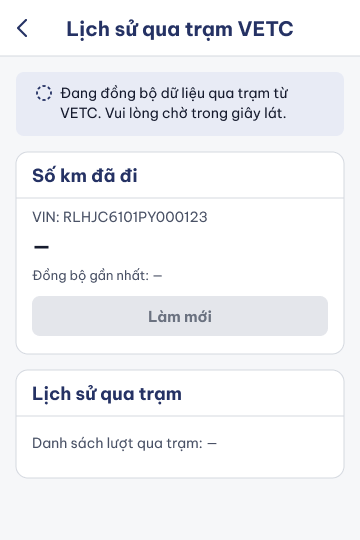 Lịch sử qua trạm VETC
Đang đồng bộ dữ liệu qua trạm từ
VETC. Vui lòng chờ trong giây lát.
Số km đã đi
VIN: RLHJC6101PY000123
—
Đồng bộ gần nhất: —
Làm mới
Lịch sử qua trạm
Danh sách lượt qua trạm: —